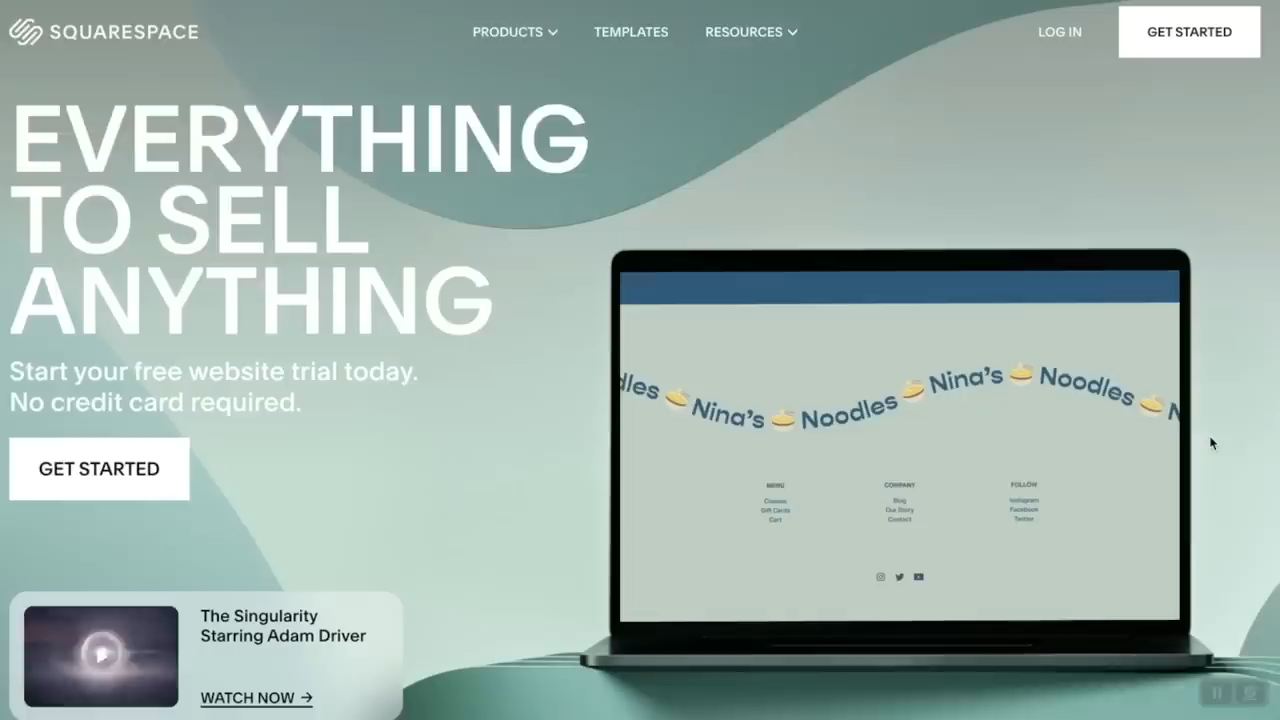 SQUARESPACE
PRODUCTS
TEMPLATES
RESOURCES
LOG IN
GET STARTED
EVERYTHING
TO SELL
ANYTHING
Start your free website trial today.
No credit card required.
GET STARTED
dles Nina's Noodles Nina's Noodles N
MENU
Classes
Gift Cards
Cart
COMPANY
Blog
Our Story
Contact
FOLLOW
Instagram
Facebook
Twitter
The Singularity
Starring Adam Driver
WATCH NOW →